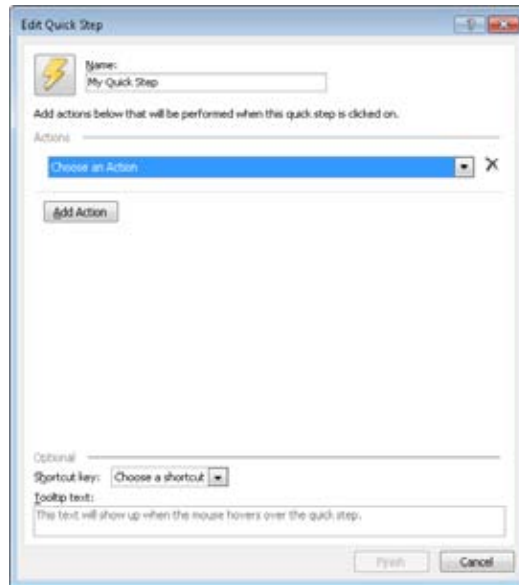 Edit Quick Step
Name:
My Quick Step
Add actions below that will be performed when this quick step is clicked on.
Actions
Choose an Action
Add Action
Optional
Shortcut key: Choose a shortcut
Tooltip text:
This text will show up when the mouse hovers over the quick step.
Finish Cancel